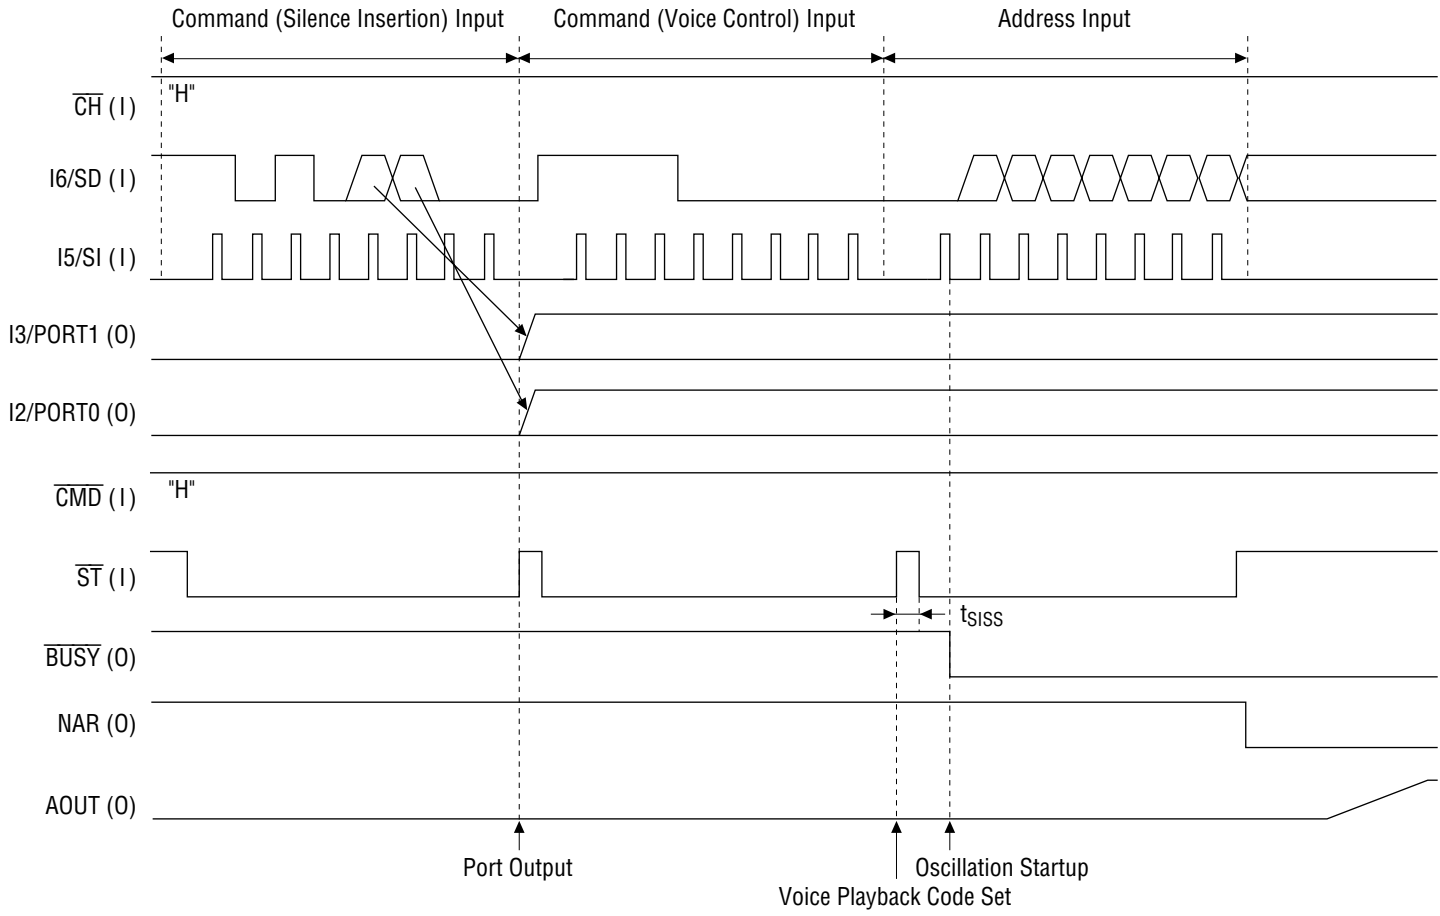 Command (Silence Insertion) Input
Command (Voice Control) Input
Address Input
CH (I)
"H"
I6/SD (I)
I5/SI (I)
I3/PORT1 (O)
I2/PORT0 (O)
CMD (I)
"H"
ST (I)
tSISS
BUSY (O)
NAR (O)
AOUT (O)
Port Output
Oscillation Startup
Voice Playback Code Set